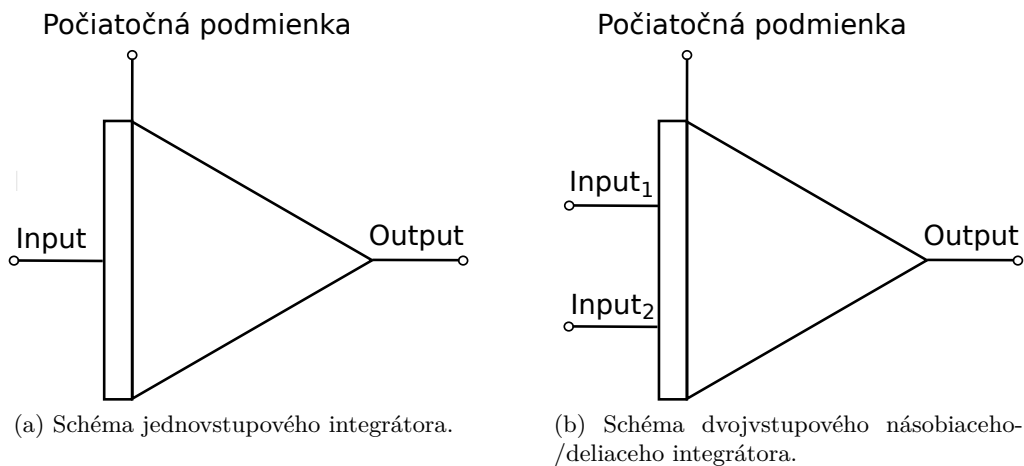 Počiatočná podmienka
Input
Output
(a) Schéma jednovstupového integrátora.
Počiatočná podmienka
Input₁
Input₂
Output
(b) Schéma dvojvstupového násobiaceho-
/deliaceho integrátora.